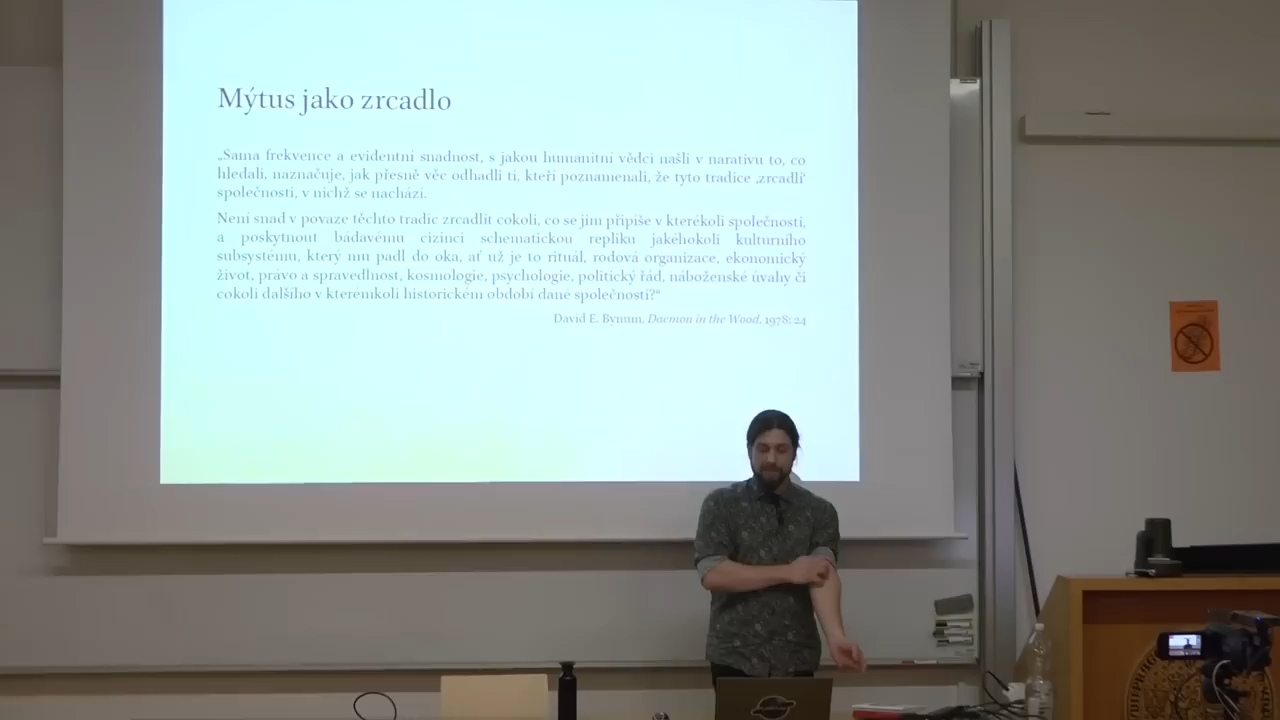 Mýtus jako zrcadlo
„Sama frekvence a evidentní snadnost, s jakou humanitní vědci našli v narativu to, co
hledali, naznačuje, jak přesně věc odhadli ti, kteří poznamenali, že tyto tradice ‚zrcadlí‘
společnosti, v nichž se nachází.
Není snad v povaze těchto tradic zrcadlit cokoli, co se jim připíše v kterékoli společnosti,
a poskytnout bádavému cizinci schematickou repliku jakéhokoli kulturního
subsystému, který mu padl do oka, ať už je to rituál, rodová organizace, ekonomický
život, právo a spravedlnost, kosmologie, psychologie, politický řád, náboženské úvahy či
cokoli dalšího v kterémkoli historickém období dané společnosti?“
David E. Bynum, Daemon in the Wood, 1978: 24